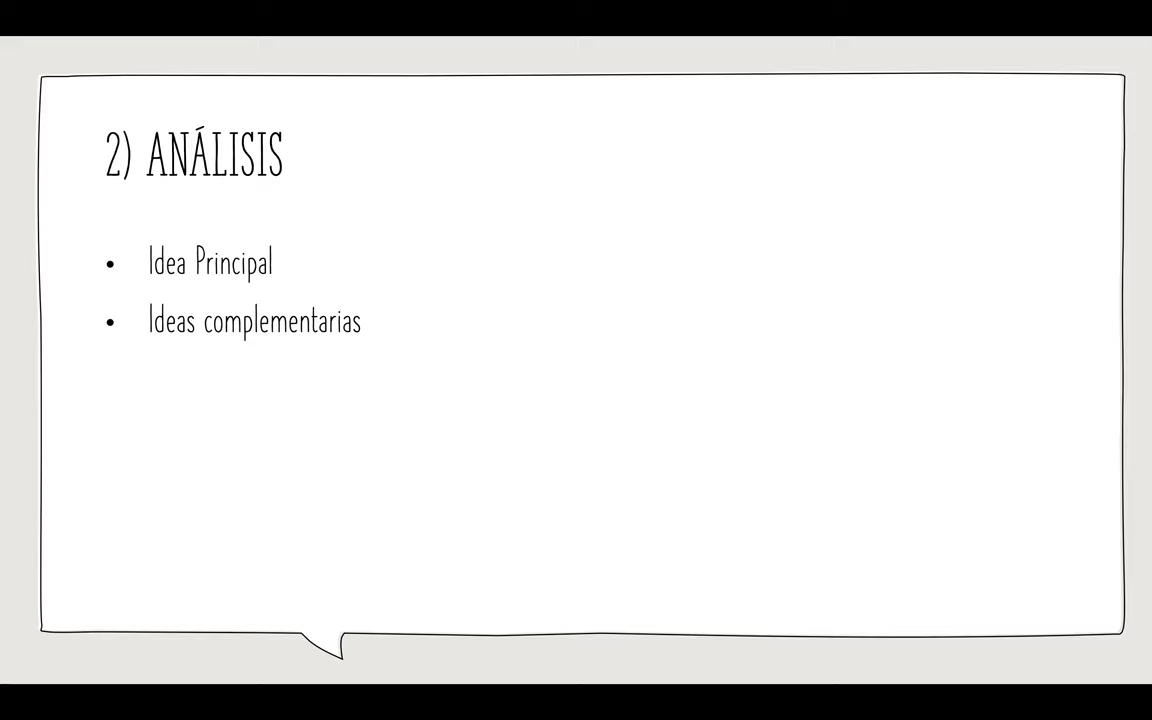 2) ANÁLISIS
• Idea Principal
• Ideas complementarias